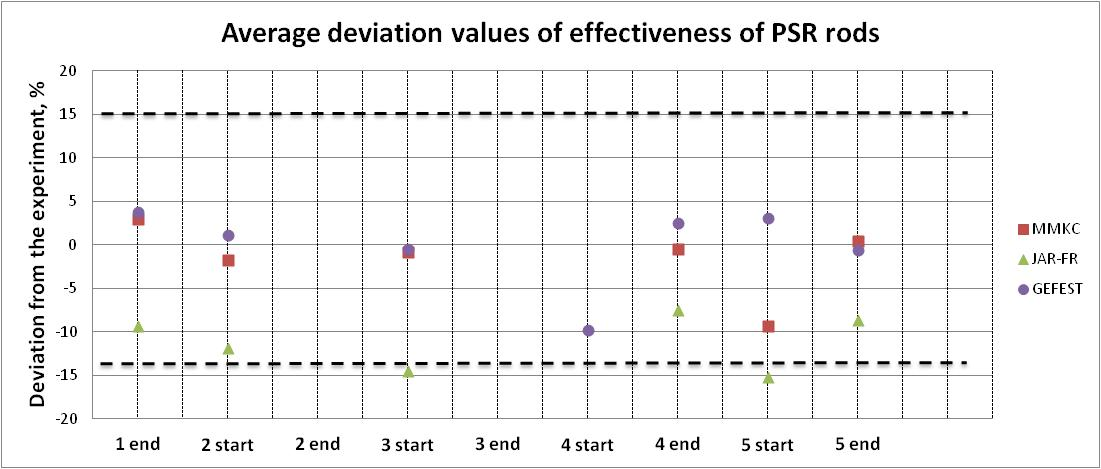 Average deviation values of effectiveness of PSR rods
Deviation from the experiment, %
20
15
10
5
0
-5
-10
-15
-20
1 end
2 start
2 end
3 start
3 end
4 start
4 end
5 start
5 end
MMKC
JAR-FR
GEFEST